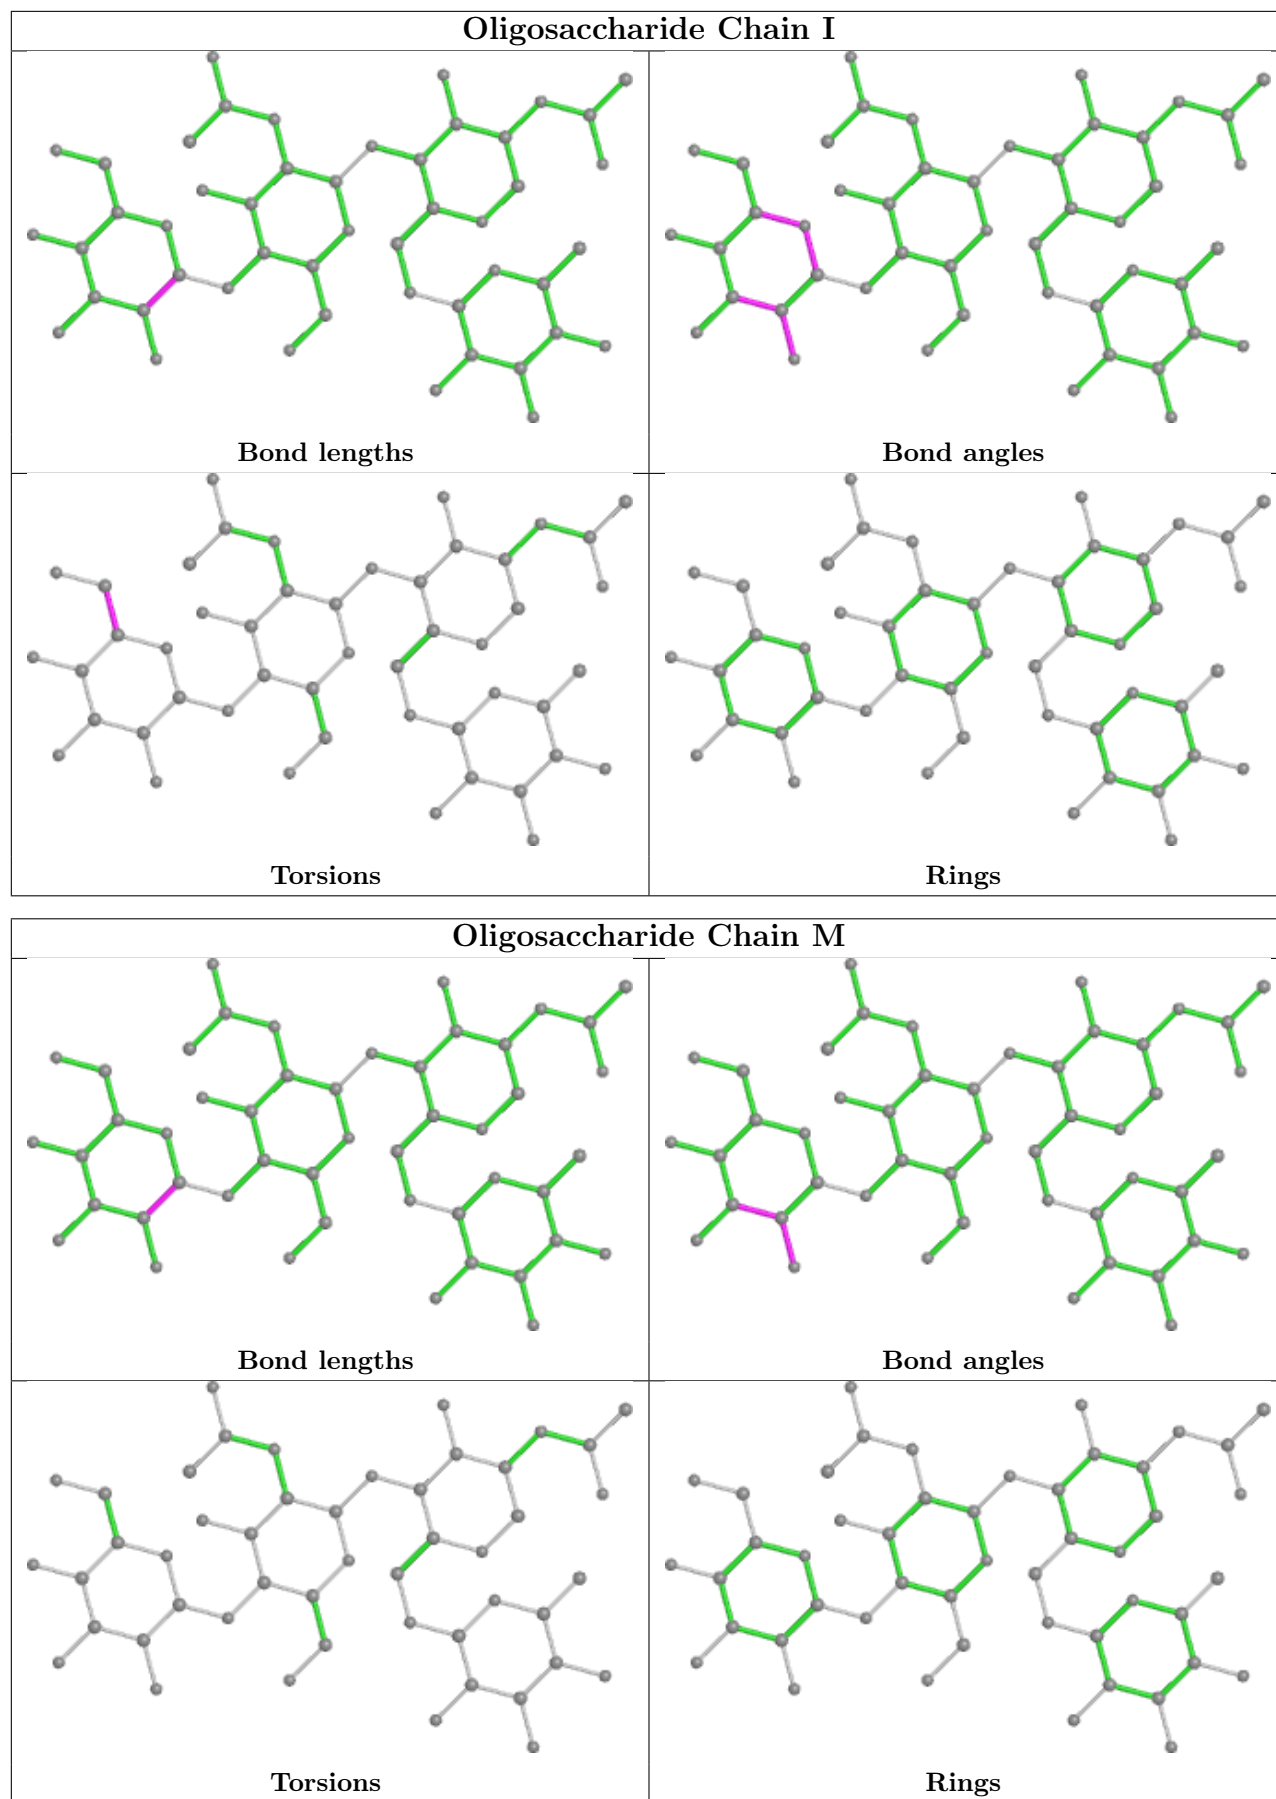 Oligosaccharide Chain I
Bond lengths
Bond angles
Torsions
Rings
Oligosaccharide Chain M
Bond lengths
Bond angles
Torsions
Rings